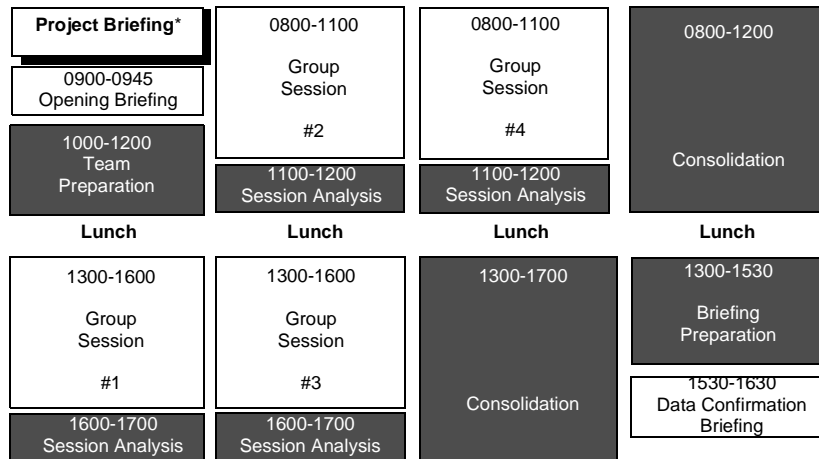 Project Briefing*
0900-0945
Opening Briefing
1000-1200
Team
Preparation
Lunch
1300-1600
Group
Session
#1
1600-1700
Session Analysis
0800-1100
Group
Session
#2
1100-1200
Session Analysis
Lunch
1300-1600
Group
Session
#3
1600-1700
Session Analysis
0800-1100
Group
Session
#4
1100-1200
Session Analysis
Lunch
1300-1700
Consolidation
0800-1200
Consolidation
Lunch
1300-1530
Briefing
Preparation
1530-1630
Data Confirmation
Briefing